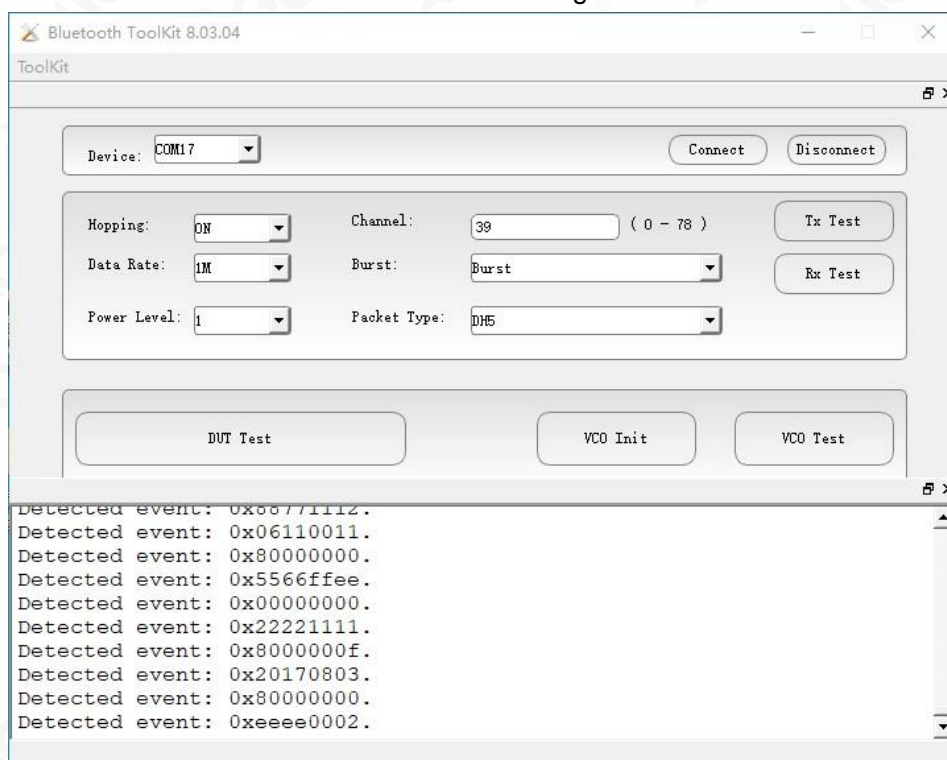 Bluetooth ToolKit 8.03.04
ToolKit
Device: COM17 Connect Disconnect
Hopping: ON Channel: 39 ( 0 - 78 ) Tx Test
Data Rate: 1M Burst: Burst Rx Test
Power Level: 1 Packet Type: DH5
DUT Test VCO Init VCO Test
Detected event: 0x88771112.
Detected event: 0x06110011.
Detected event: 0x80000000.
Detected event: 0x5566ffee.
Detected event: 0x00000000.
Detected event: 0x22221111.
Detected event: 0x8000000f.
Detected event: 0x20170803.
Detected event: 0x80000000.
Detected event: 0xeeee0002.